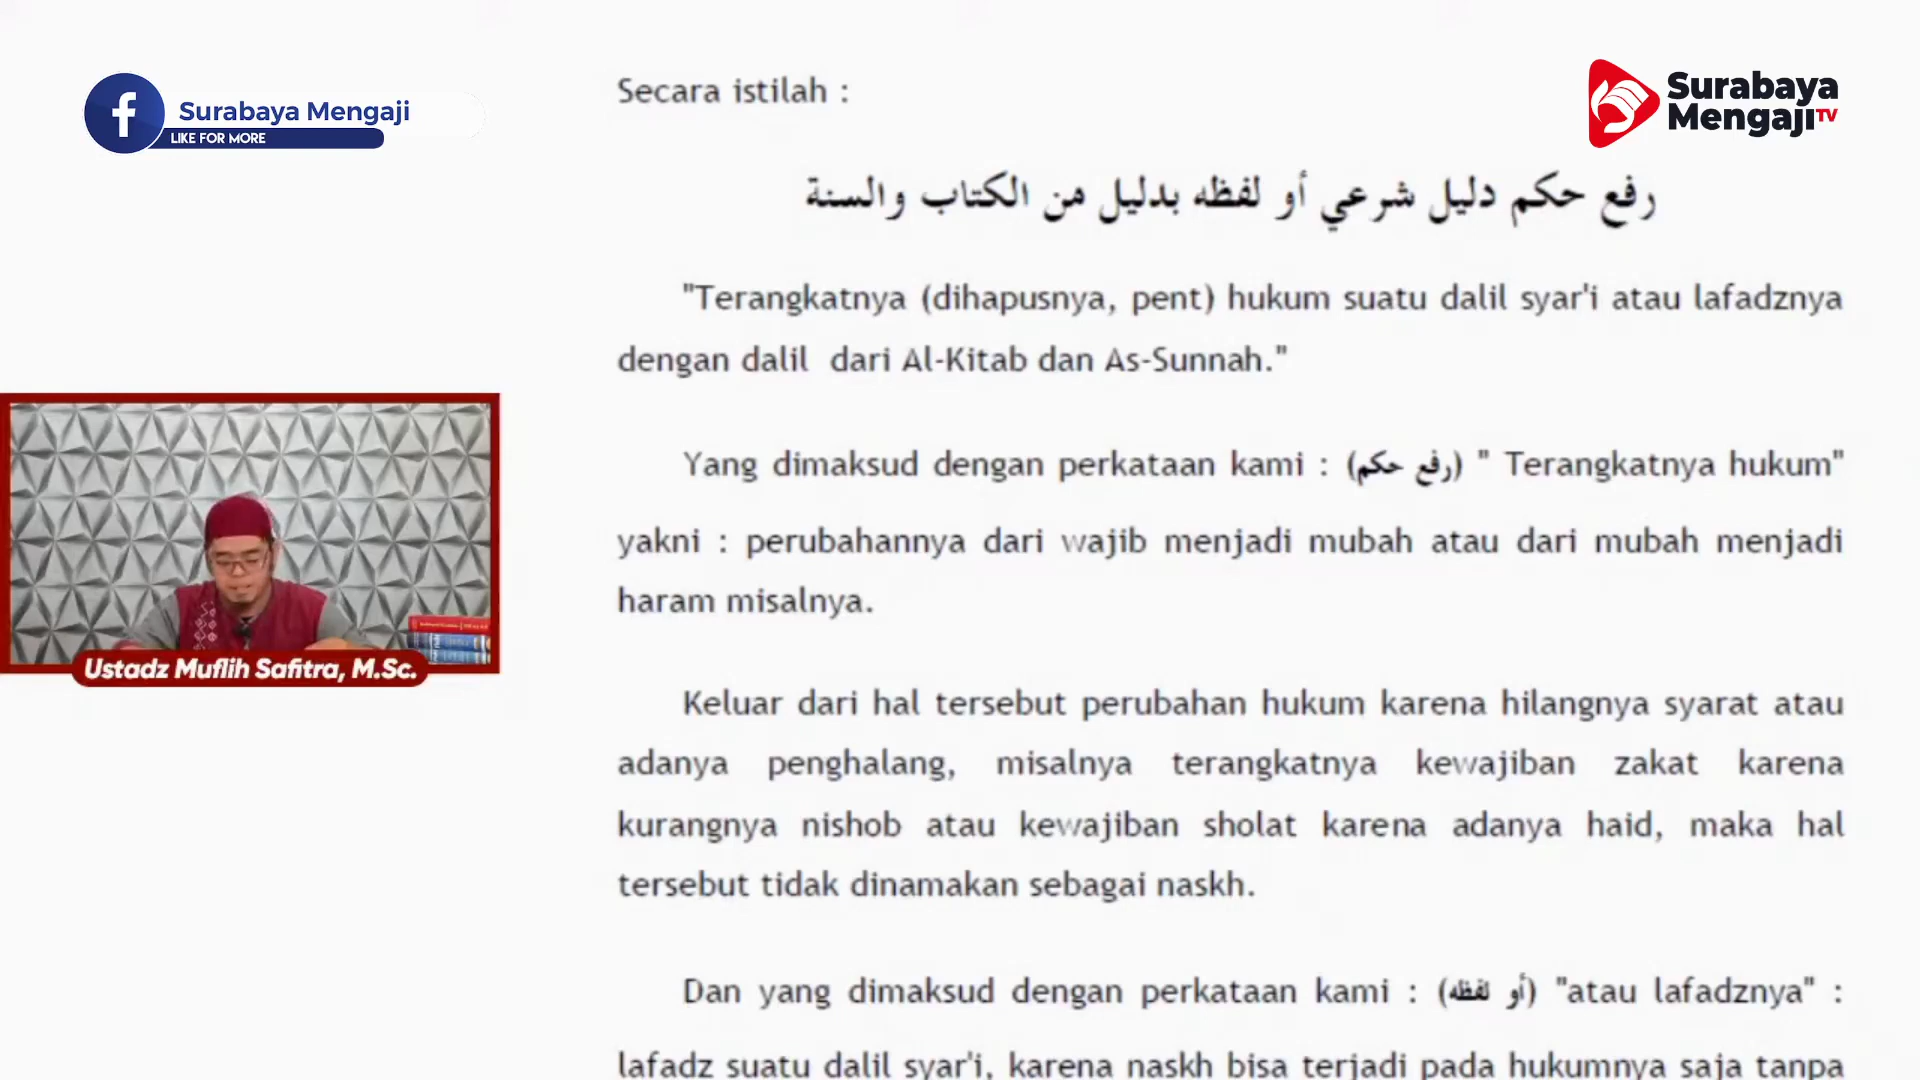 Surabaya Mengaji
LIKE FOR MORE
Surabaya
MengajiTV
Secara istilah :
رفع حكم دليل شرعي أو لفظه بدليل من الكتاب والسنة
"Terangkatnya (dihapusnya, pent) hukum suatu dalil syar'i atau lafadznya
dengan dalil dari Al-Kitab dan As-Sunnah."
Yang dimaksud dengan perkataan kami : (رفع حكم) " Terangkatnya hukum"
yakni : perubahannya dari wajib menjadi mubah atau dari mubah menjadi
haram misalnya.
Keluar dari hal tersebut perubahan hukum karena hilangnya syarat atau
adanya penghalang, misalnya terangkatnya kewajiban zakat karena
kurangnya nishob atau kewajiban sholat karena adanya haid, maka hal
tersebut tidak dinamakan sebagai naskh.
Dan yang dimaksud dengan perkataan kami : (أو لفظه) "atau lafadznya" :
lafadz suatu dalil syar'i, karena naskh bisa terjadi pada hukumnya saja tanpa
Ustadz Muflih Safitra, M.Sc.